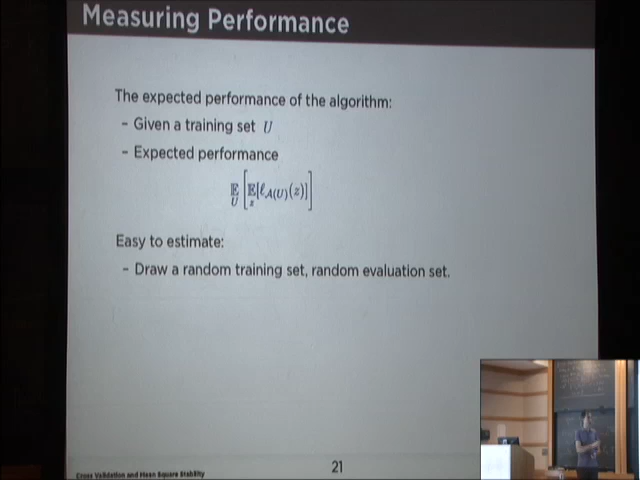 Measuring Performance
The expected performance of the algorithm:
– Given a training set U
– Expected performance
𝔼_U [ 𝔼_z [ℓ_{A(U)}(z)] ]
Easy to estimate:
– Draw a random training set, random evaluation set.
Cross Validation and Mean Square Stability
21